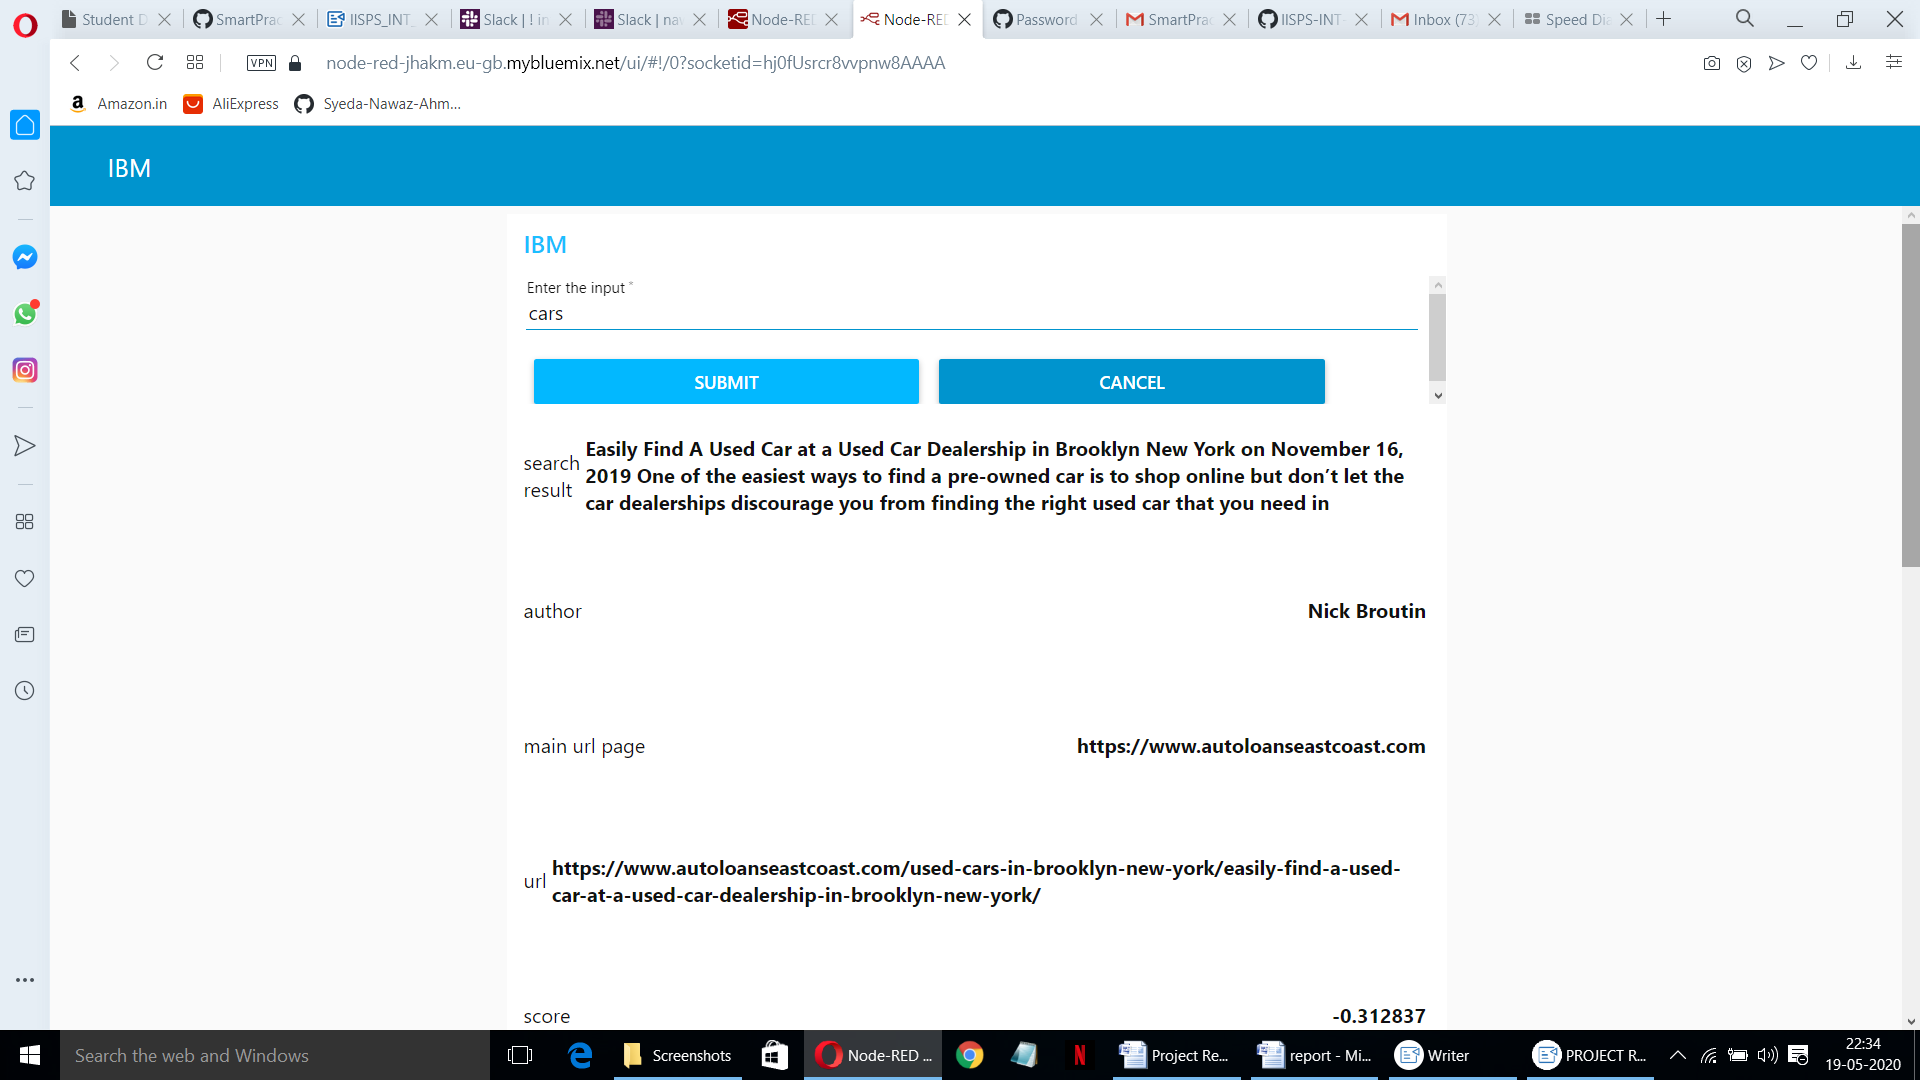 Student D
SmartPrac
IISPS_INT_
Slack | ! in
Slack | nav
Node-RED
Node-RED
Password
SmartPrac
IISPS-INT-
Inbox (73)
Speed Dia
VPN
node-red-jhakm.eu-gb.mybluemix.net/ui/#!/0?socketid=hj0fUsrcr8vvpnw8AAAA
Amazon.in
AliExpress
Syeda-Nawaz-Ahm...
IBM
IBM
Enter the input *
cars
SUBMIT
CANCEL
search
result
Easily Find A Used Car at a Used Car Dealership in Brooklyn New York on November 16,
2019 One of the easiest ways to find a pre-owned car is to shop online but don’t let the
car dealerships discourage you from finding the right used car that you need in
author
Nick Broutin
main url page
https://www.autoloanseastcoast.com
url
https://www.autoloanseastcoast.com/used-cars-in-brooklyn-new-york/easily-find-a-used-
car-at-a-used-car-dealership-in-brooklyn-new-york/
score
-0.312837
Search the web and Windows
Screenshots
Node-RED ...
Project Re...
report - Mi...
Writer
PROJECT R...
22:34
19-05-2020